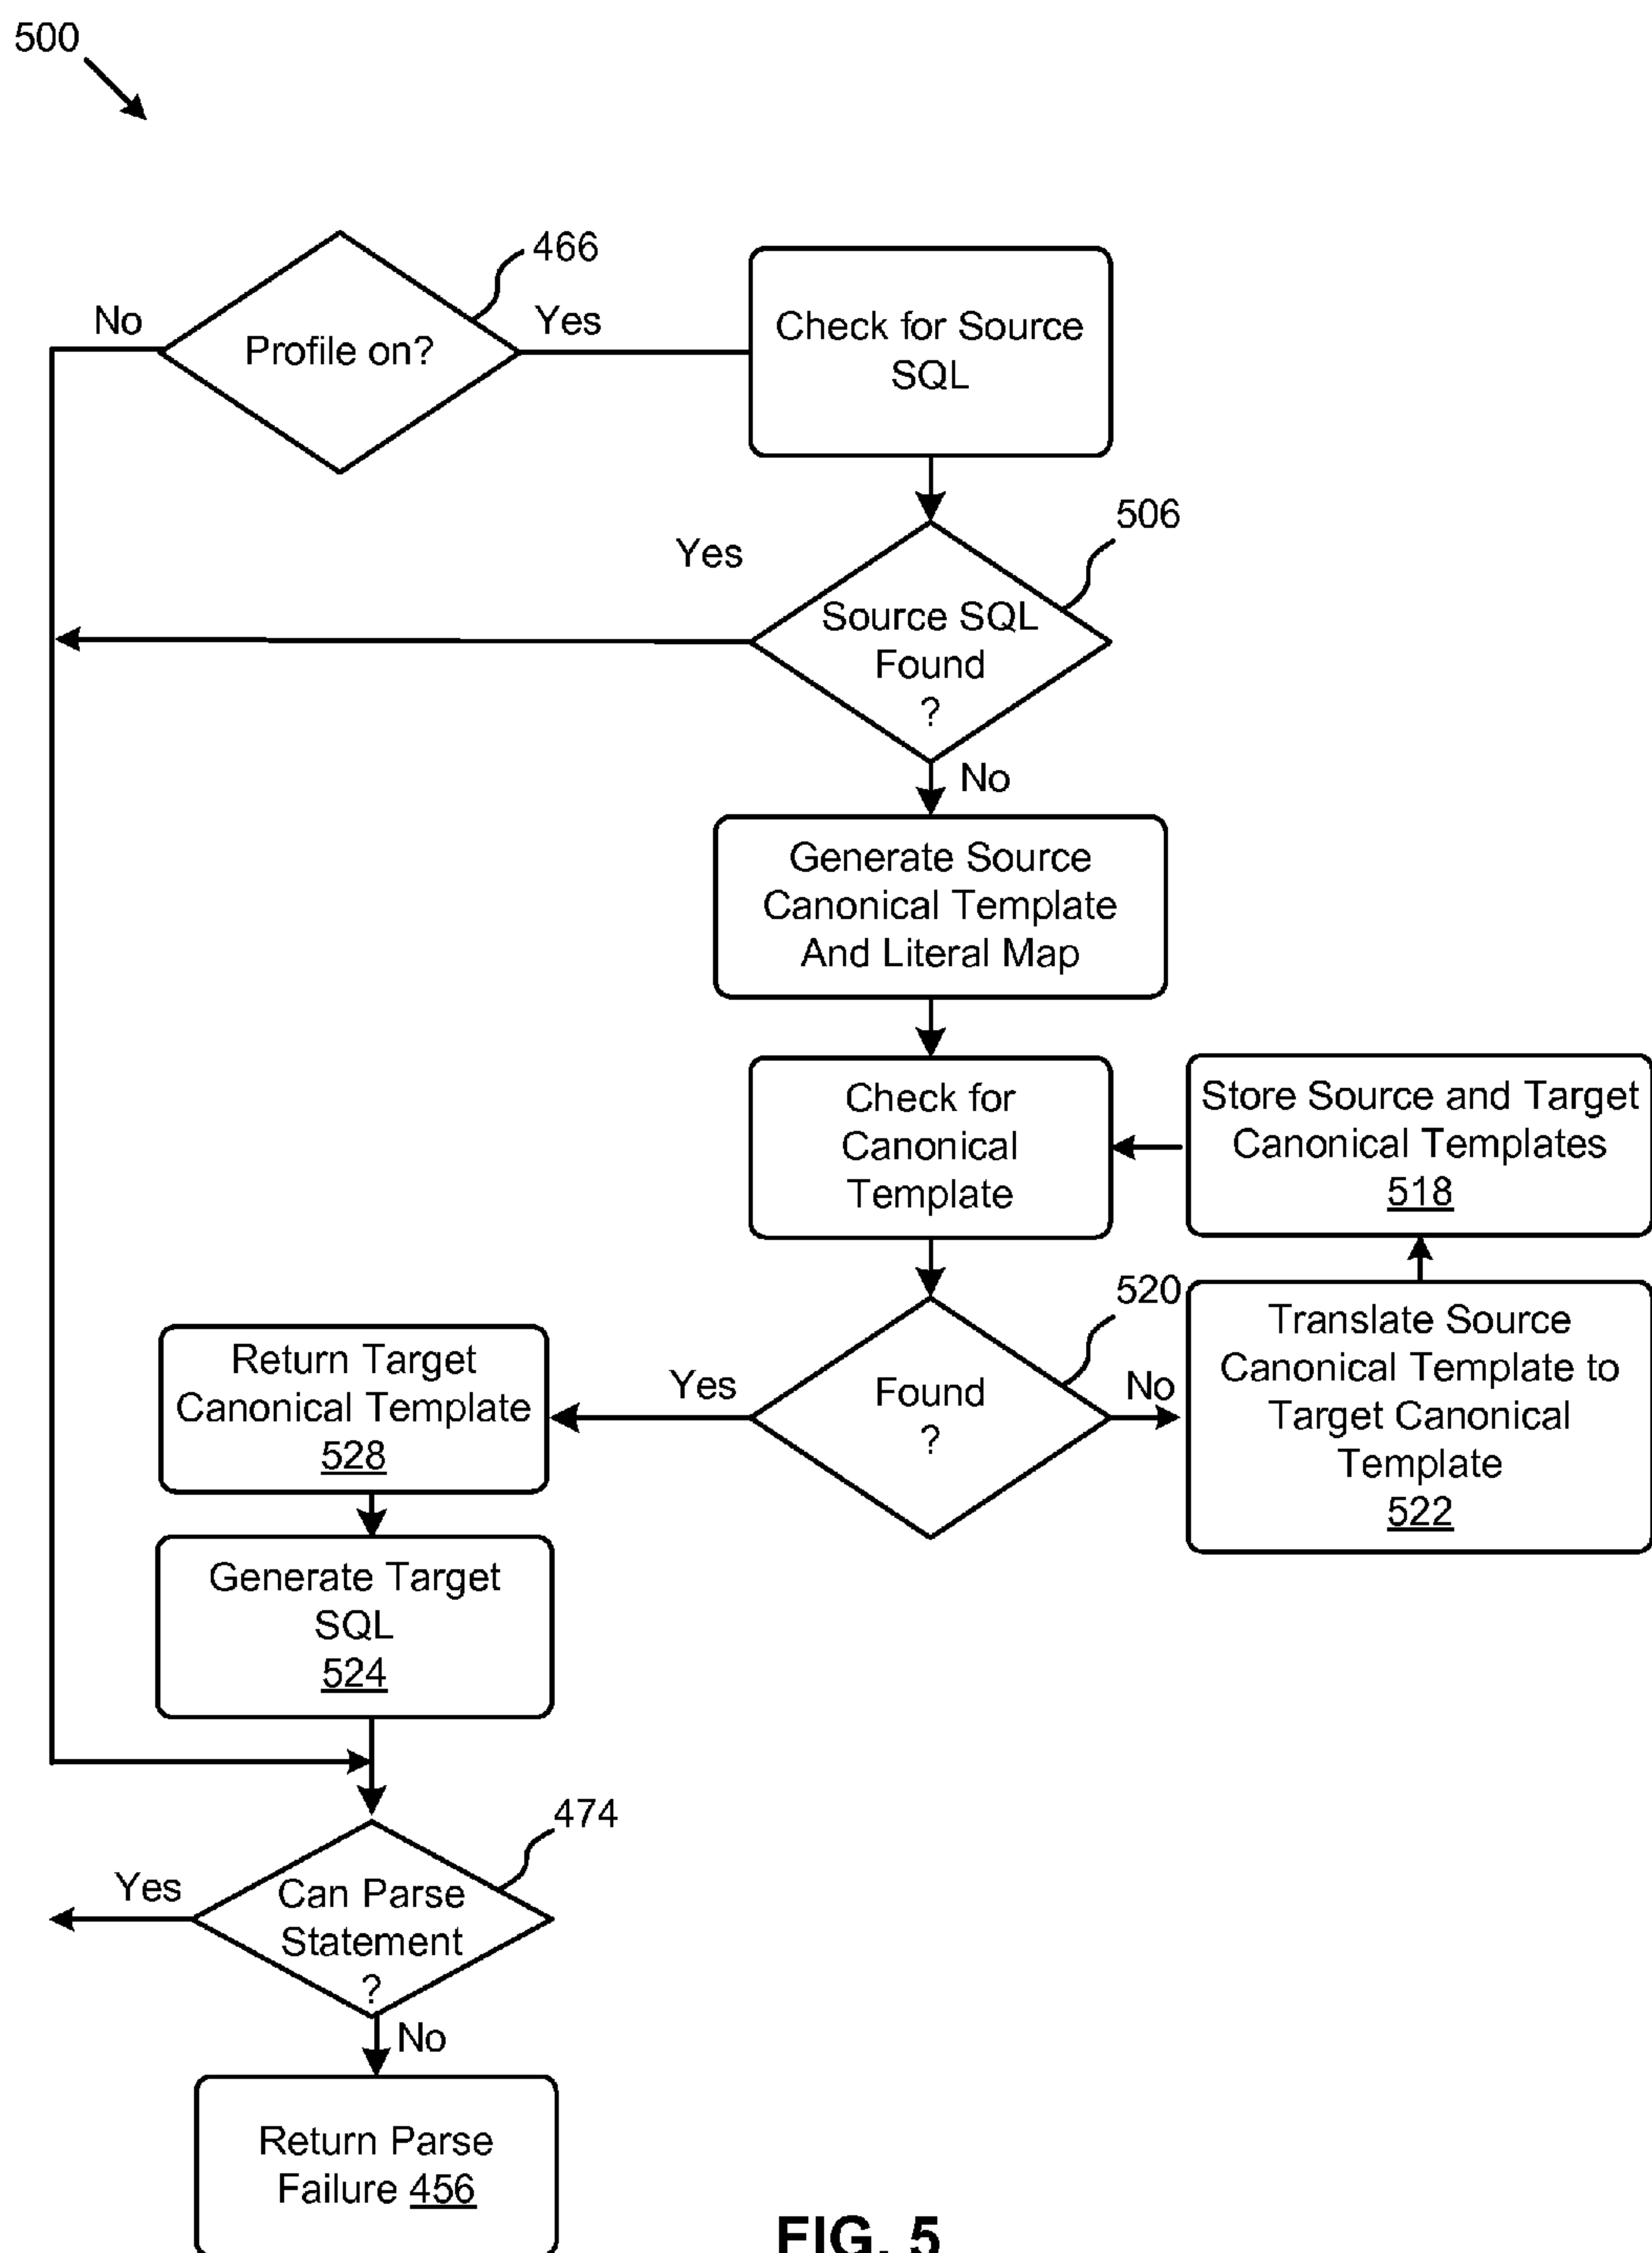 500
466
No
Yes
Profile on?
Check for Source
SQL
506
Yes
Source SQL
Found
?
No
Generate Source
Canonical Template
And Literal Map
Check for
Canonical
Template
Store Source and Target
Canonical Templates
518
520
Translate Source
Canonical Template to
Target Canonical
Template
522
Return Target
Canonical Template
528
Yes
Found
?
No
Generate Target
SQL
524
474
Yes
Can Parse
Statement
?
No
Return Parse
Failure 456
FIG. 5